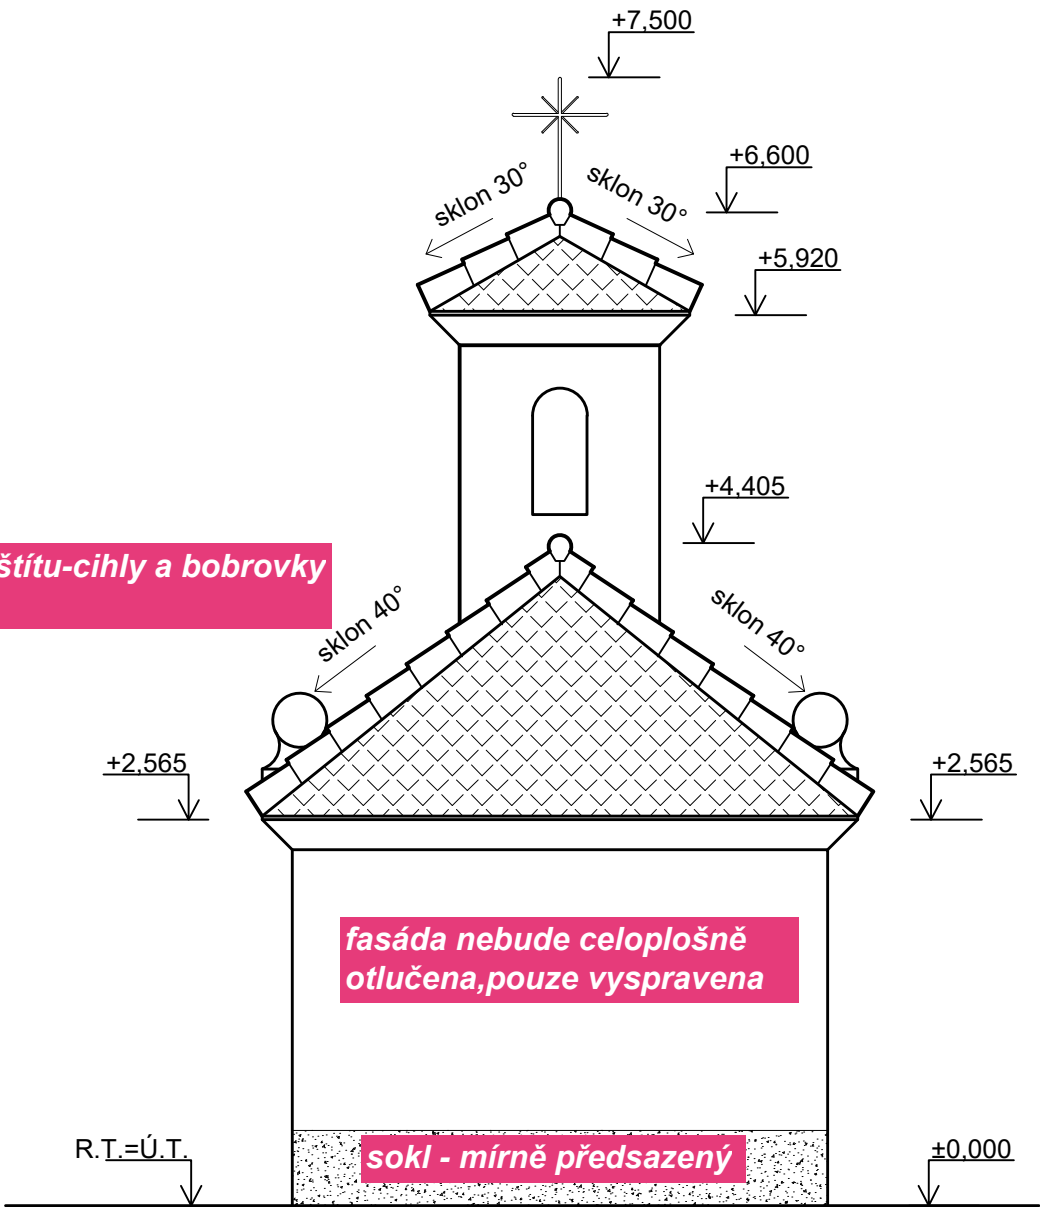 +7,500
+6,600
sklon 30°
sklon 30°
+5,920
+4,405
štítu-cihly a bobrovky
sklon 40°
sklon 40°
+2,565
+2,565
fasáda nebude celoplošně
otlučena,pouze vyspravena
R.T.=Ú.T.
sokl - mírně předsazený
±0,000